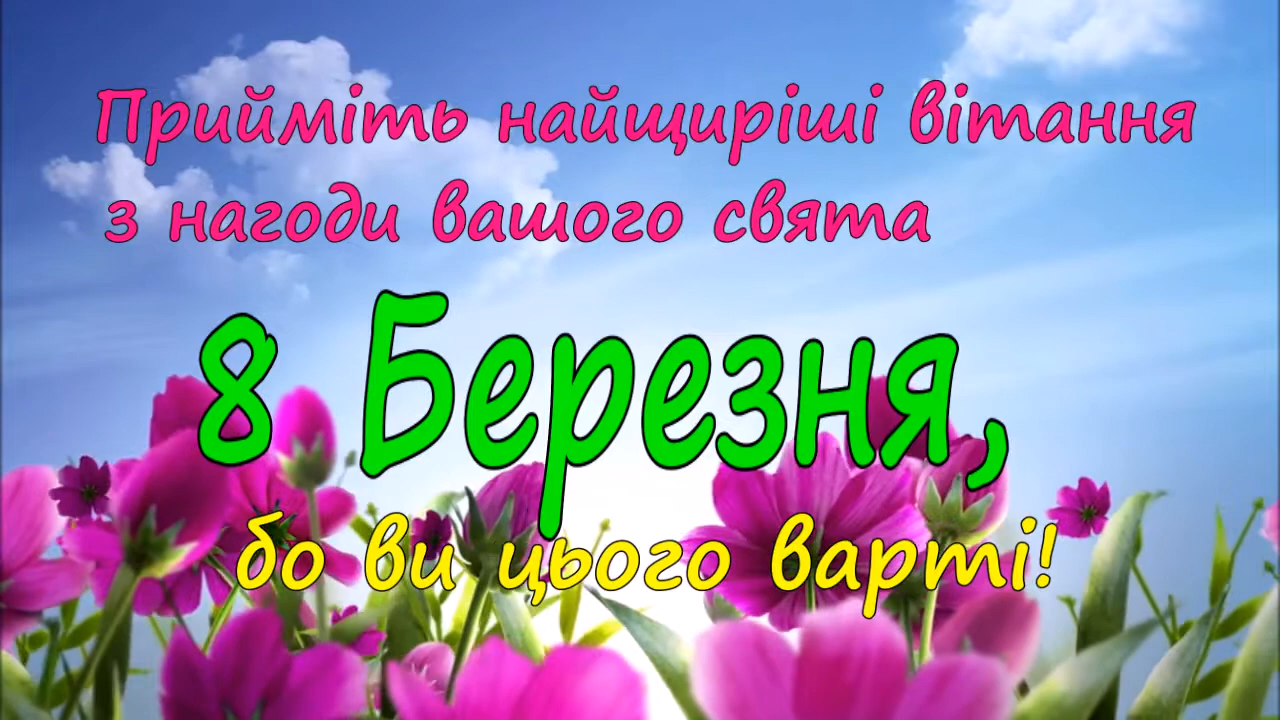 Прийміть найщиріші вітання
з нагоди вашого свята
8 Березня,
бо ви цього варті!